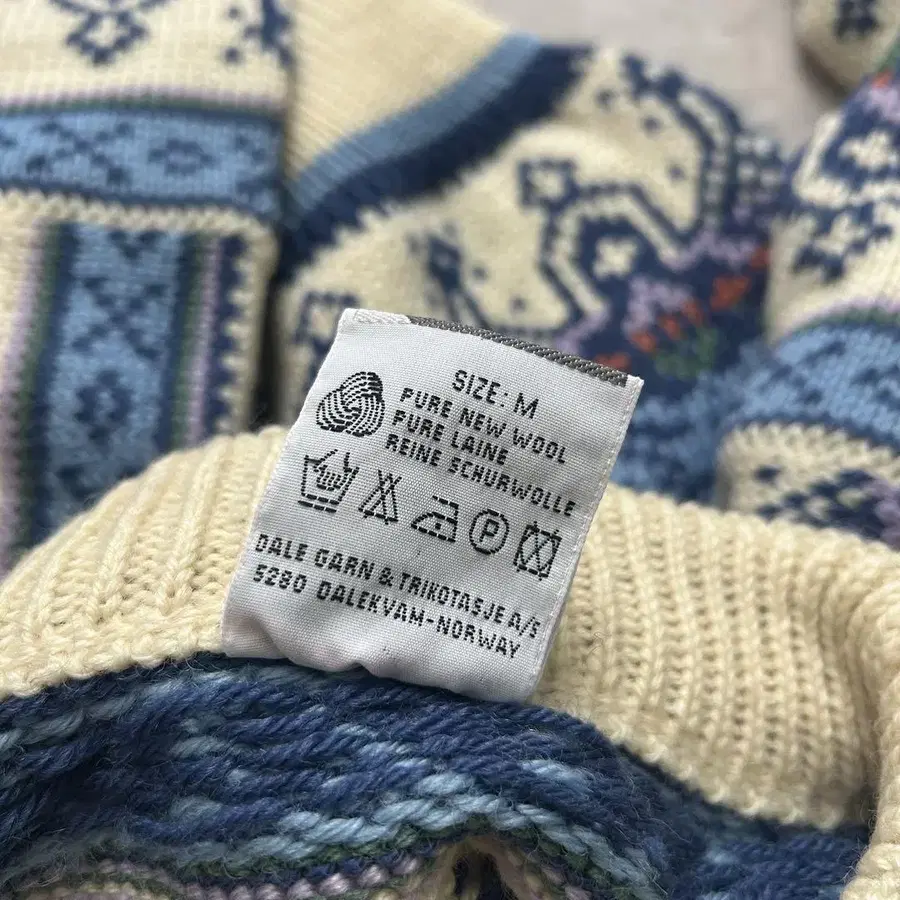 SIZE: M
PURE NEW WOOL
PURE LAINE
REINE SCHURWOLLE
P
DALE GARN & TRIKOTASJE A/S
5280 DALEKVAM-NORWAY